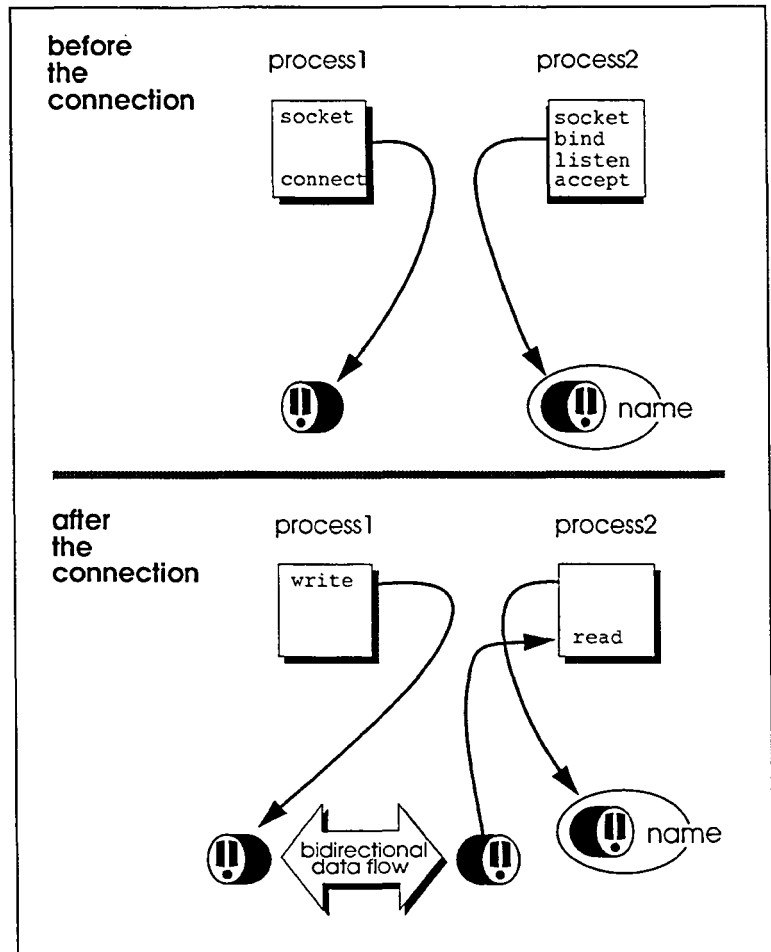 before
the
connection
process1
process2
socket
connect
socket
bind
listen
accept
name
after
the
connection
process1
process2
write
read
bidirectional
data flow
name